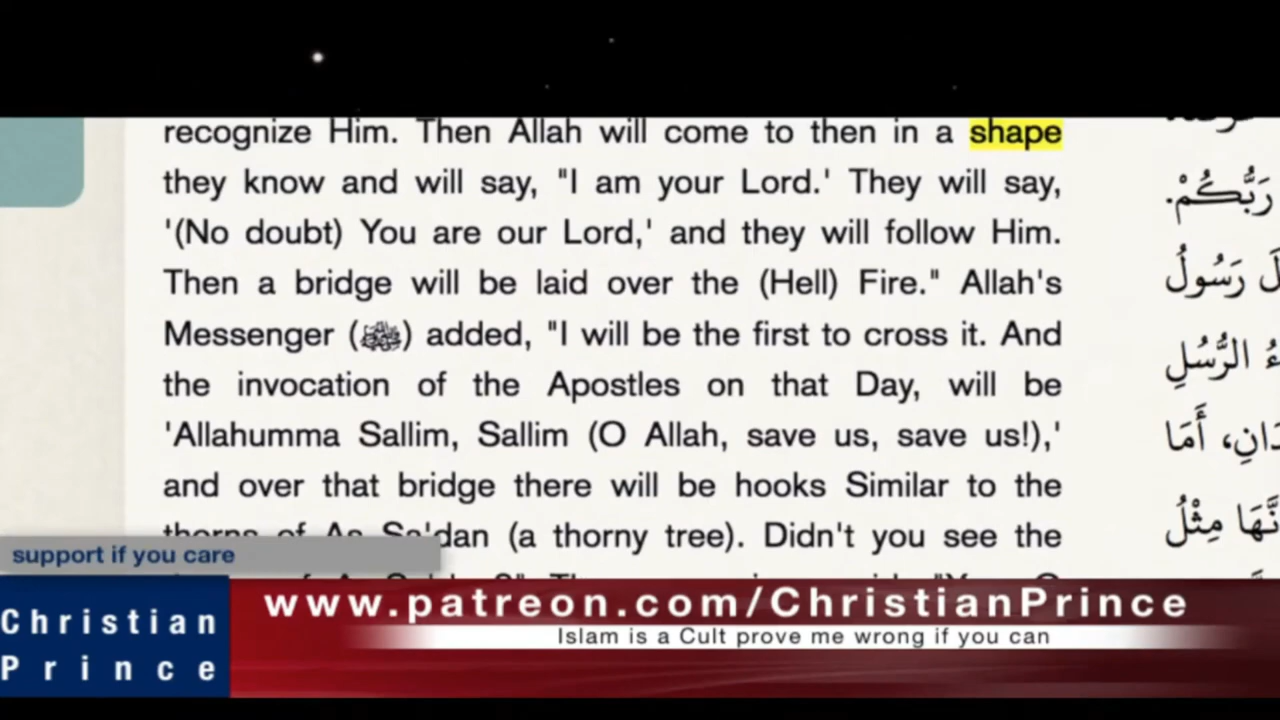 recognize Him. Then Allah will come to then in a shape
they know and will say, "I am your Lord.' They will say,
'(No doubt) You are our Lord,' and they will follow Him.
Then a bridge will be laid over the (Hell) Fire." Allah's
Messenger (ﷺ) added, "I will be the first to cross it. And
the invocation of the Apostles on that Day, will be
'Allahumma Sallim, Sallim (O Allah, save us, save us!),'
and over that bridge there will be hooks Similar to the
thorns of As Sa'dan (a thorny tree). Didn't you see the
رَبُّكُمْ.
رَسُولُ
الرُّسُلِ
أَمَا
مِثْلُ
support if you care
Christian
Prince
www.patreon.com/ChristianPrince
Islam is a Cult prove me wrong if you can